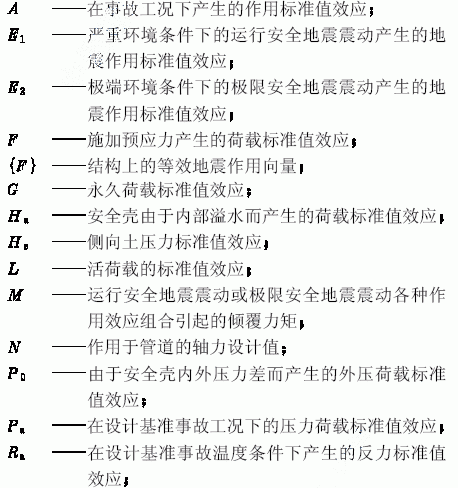 A ——在事故工况下产生的作用标准值效应;
E1 ——严重环境条件下的运行安全地震震动产生的地
震作用标准值效应;
E2 ——极端环境条件下的极限安全地震震动产生的地
震作用标准值效应;
F ——施加预应力产生的荷载标准值效应;
{F} ——结构上的等效地震作用向量;
G ——永久荷载标准值效应;
Ha ——安全壳由于内部溢水而产生的荷载标准值效应;
Hs ——侧向土压力标准值效应;
L ——活荷载的标准值效应;
M ——运行安全地震震动或极限安全地震震动各种作
用效应组合引起的倾覆力矩;
N ——作用于管道的轴力设计值;
P0 ——由于安全壳内外压力差而产生的外压荷载标准
值效应;
Pa ——在设计基准事故工况下的压力荷载标准值效应;
Ra ——在设计基准事故温度条件下产生的反力标准值
效应;